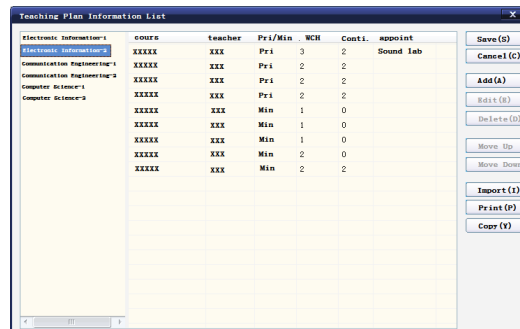 Teaching Plan Information List
Electronic Information-1
Electronic Information-2
Communication Engineering-1
Communication Engineering-2
Computer Science-1
Computer Science-2
cours teacher Pri/Min . WCH Conti. appoint
XXXXX XXX Pri 3 2 Sound lab
XXXXX XXX Pri 2 2
XXXXX XXX Pri 2 2
XXXXX XXX Pri 2 2
XXXXX XXX Min 1 0
XXXXX XXX Min 1 0
XXXXX XXX Min 1 0
XXXXX XXX Min 2 0
XXXXX XXX Min 2 2
Save(S)
Cancel(C)
Add(A)
Edit(E)
Delete(D)
Move Up
Move Down
Import(I)
Print(P)
Copy(Y)